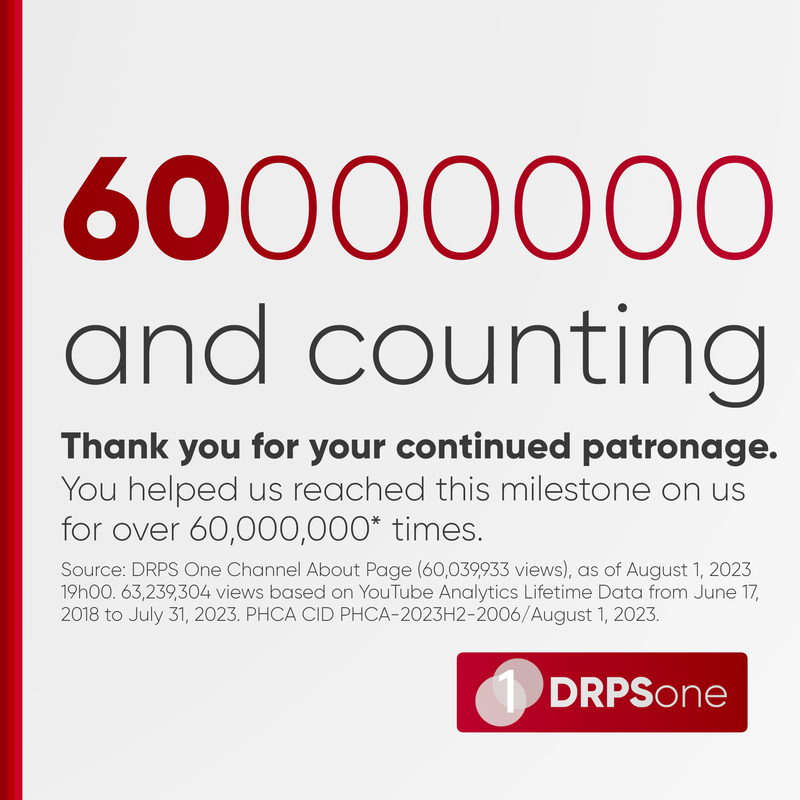 60000000
and counting
Thank you for your continued patronage.
You helped us reached this milestone on us
for over 60,000,000* times.
Source: DRPS One Channel About Page (60,039,933 views), as of August 1, 2023
19h00. 63,239,304 views based on YouTube Analytics Lifetime Data from June 17,
2018 to July 31, 2023. PHCA CID PHCA-2023H2-2006/August 1, 2023.
1 DRPSone